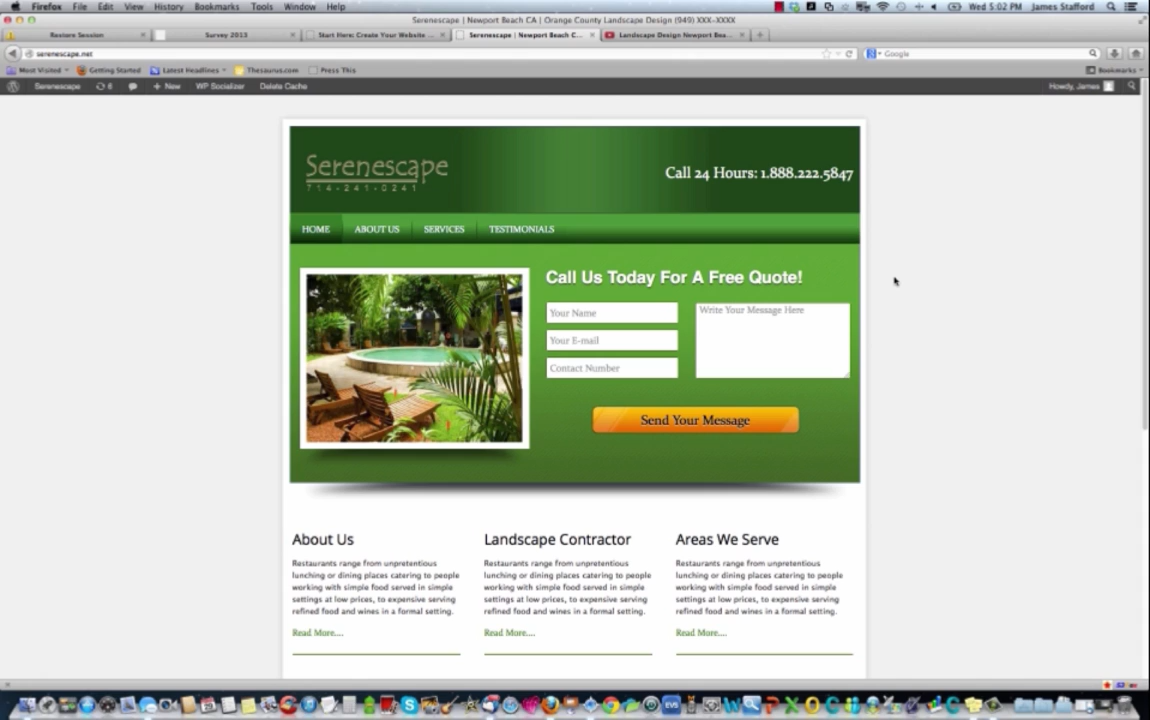 Firefox File Edit View History Bookmarks Tools Window Help Wed 5:02 PM James Stafford
Serenescape | Newport Beach CA | Orange County Landscape Design (949) XXX-XXXX
Restore Session Survey 2013 Start Here: Create Your Website ... Serenescape | Newport Beach C... Landscape Design Newport Bea...
serenescape.net Google
Most Visited Getting Started Latest Headlines Thesaurus.com Press This Bookmarks
Serenescape 6 + New WP Socializer Delete Cache Howdy, James
Serenescape
714-241-0241
Call 24 Hours: 1.888.222.5847
HOME ABOUT US SERVICES TESTIMONIALS
Call Us Today For A Free Quote!
Your Name
Write Your Message Here
Your E-mail
Contact Number
Send Your Message
About Us
Restaurants range from unpretentious
lunching or dining places catering to people
working with simple food served in simple
settings at low prices, to expensive serving
refined food and wines in a formal setting.
Read More....
Landscape Contractor
Restaurants range from unpretentious
lunching or dining places catering to people
working with simple food served in simple
settings at low prices, to expensive serving
refined food and wines in a formal setting.
Read More....
Areas We Serve
Restaurants range from unpretentious
lunching or dining places catering to people
working with simple food served in simple
settings at low prices, to expensive serving
refined food and wines in a formal setting.
Read More....